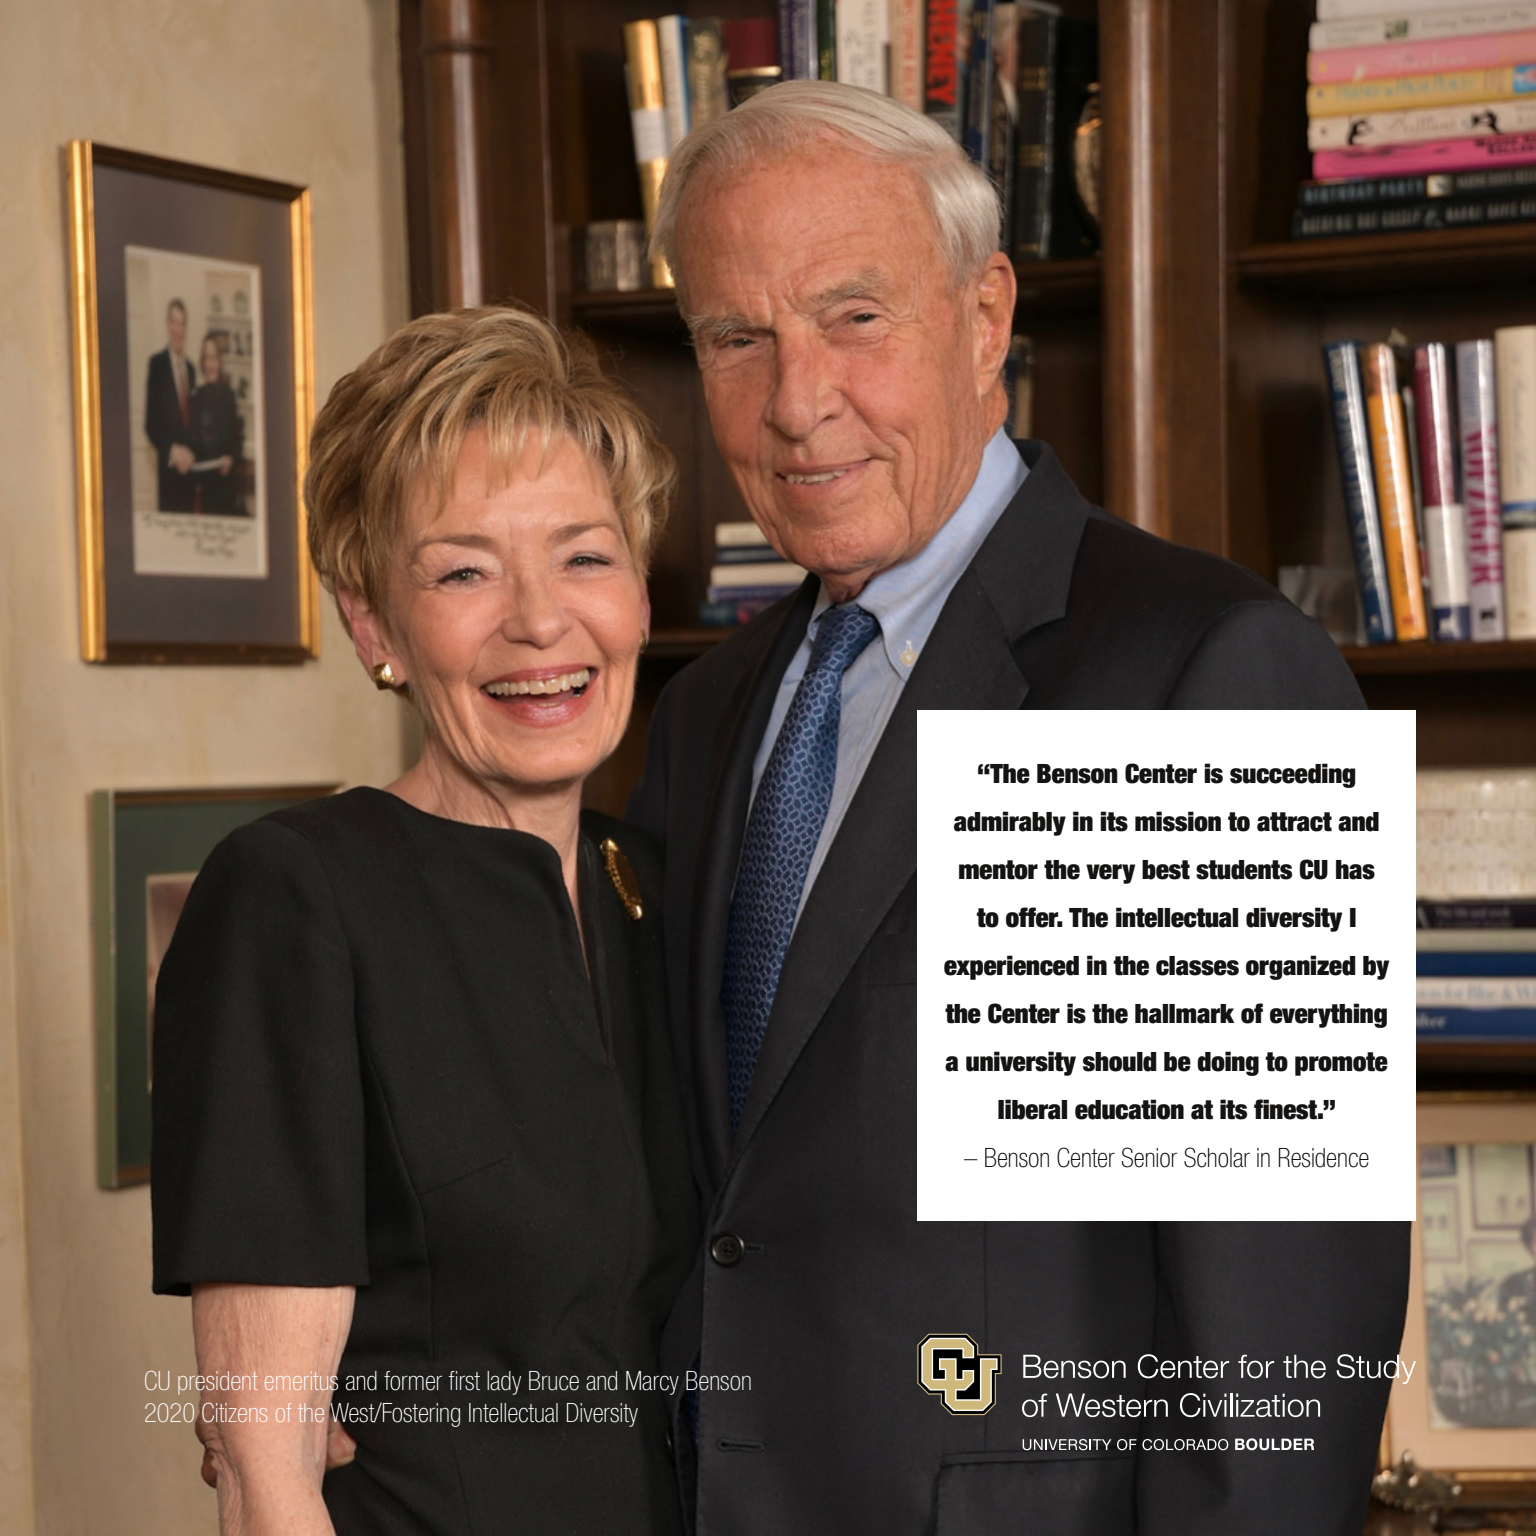 HENEY
VOYAGER
“The Benson Center is succeeding
admirably in its mission to attract and
mentor the very best students CU has
to offer. The intellectual diversity I
experienced in the classes organized by
the Center is the hallmark of everything
a university should be doing to promote
liberal education at its finest.”
– Benson Center Senior Scholar in Residence
CU president emeritus and former first lady Bruce and Marcy Benson
2020 Citizens of the West/Fostering Intellectual Diversity
CU
Benson Center for the Study
of Western Civilization
UNIVERSITY OF COLORADO BOULDER